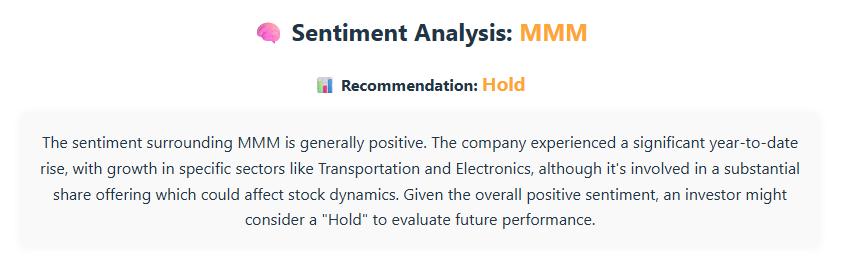 Sentiment Analysis: MMM
Recommendation: Hold
The sentiment surrounding MMM is generally positive. The company experienced a significant year-to-date
rise, with growth in specific sectors like Transportation and Electronics, although it's involved in a substantial
share offering which could affect stock dynamics. Given the overall positive sentiment, an investor might
consider a "Hold" to evaluate future performance.